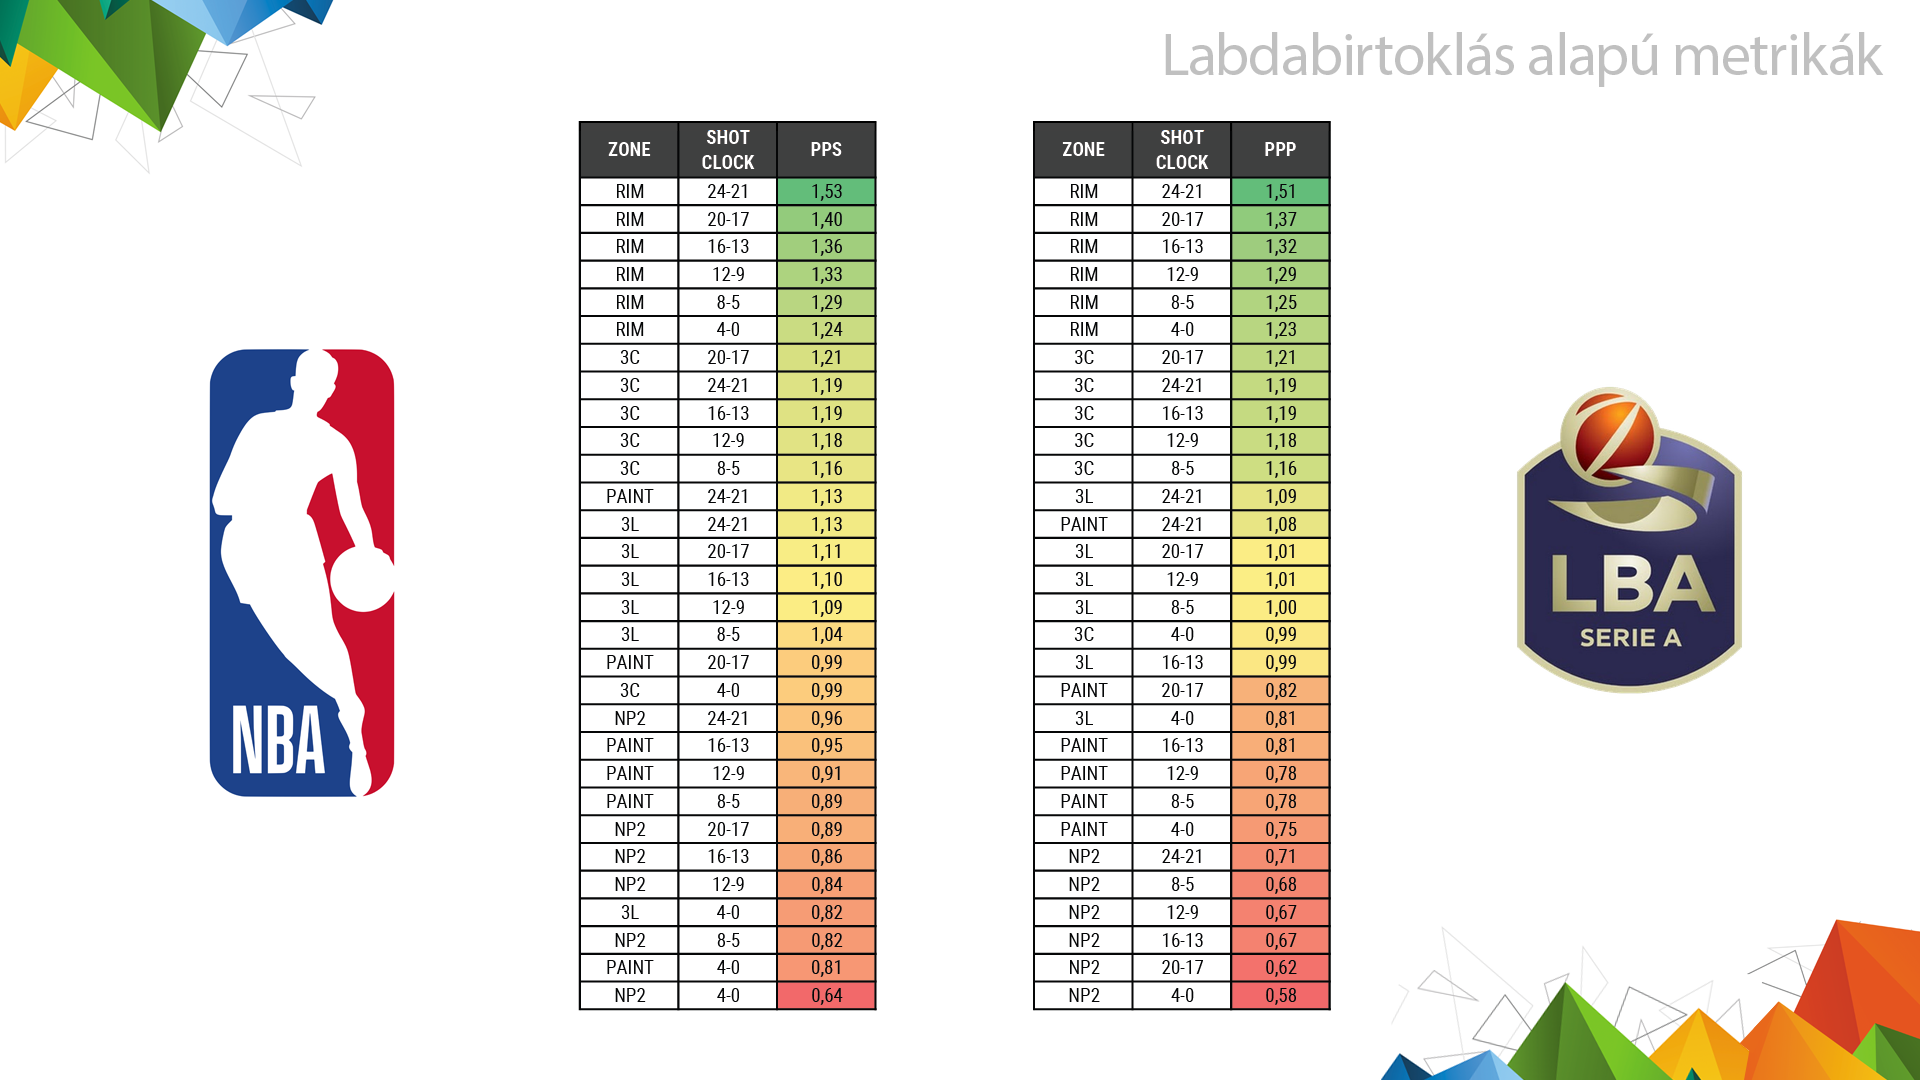 Labdabirtoklás alapú metrikák
ZONE SHOT CLOCK PPS
RIM 24-21 1,53
RIM 20-17 1,40
RIM 16-13 1,36
RIM 12-9 1,33
RIM 8-5 1,29
RIM 4-0 1,24
3C 20-17 1,21
3C 24-21 1,19
3C 16-13 1,19
3C 12-9 1,18
3C 8-5 1,16
PAINT 24-21 1,13
3L 24-21 1,13
3L 20-17 1,11
3L 16-13 1,10
3L 12-9 1,09
3L 8-5 1,04
PAINT 20-17 0,99
3C 4-0 0,99
NP2 24-21 0,96
PAINT 16-13 0,95
PAINT 12-9 0,91
PAINT 8-5 0,89
NP2 20-17 0,89
NP2 16-13 0,86
NP2 12-9 0,84
3L 4-0 0,82
NP2 8-5 0,82
PAINT 4-0 0,81
NP2 4-0 0,64
ZONE SHOT CLOCK PPP
RIM 24-21 1,51
RIM 20-17 1,37
RIM 16-13 1,32
RIM 12-9 1,29
RIM 8-5 1,25
RIM 4-0 1,23
3C 20-17 1,21
3C 24-21 1,19
3C 16-13 1,19
3C 12-9 1,18
3C 8-5 1,16
3L 24-21 1,09
PAINT 24-21 1,08
3L 20-17 1,01
3L 12-9 1,01
3L 8-5 1,00
3C 4-0 0,99
3L 16-13 0,99
PAINT 20-17 0,82
3L 4-0 0,81
PAINT 16-13 0,81
PAINT 12-9 0,78
PAINT 8-5 0,78
PAINT 4-0 0,75
NP2 24-21 0,71
NP2 8-5 0,68
NP2 12-9 0,67
NP2 16-13 0,67
NP2 20-17 0,62
NP2 4-0 0,58
NBA
LBA
SERIE A